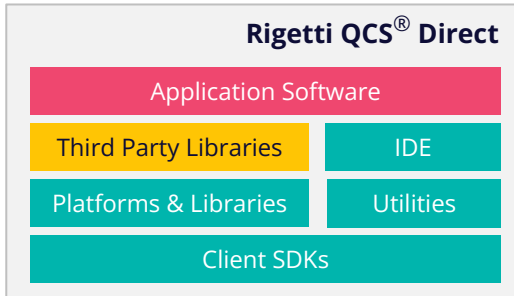 Rigetti QCS® Direct
Application Software
Third Party Libraries
IDE
Platforms & Libraries
Utilities
Client SDKs